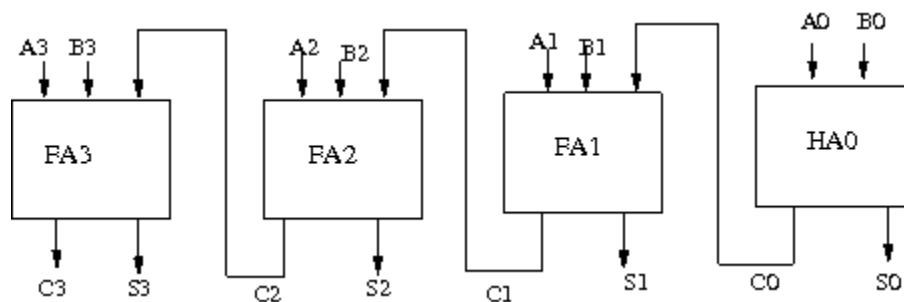 A3 B3 A2 B2 A1 B1 A0 B0
FA3 FA2 FA1 HA0
C3 S3 C2 S2 C1 S1 C0 S0